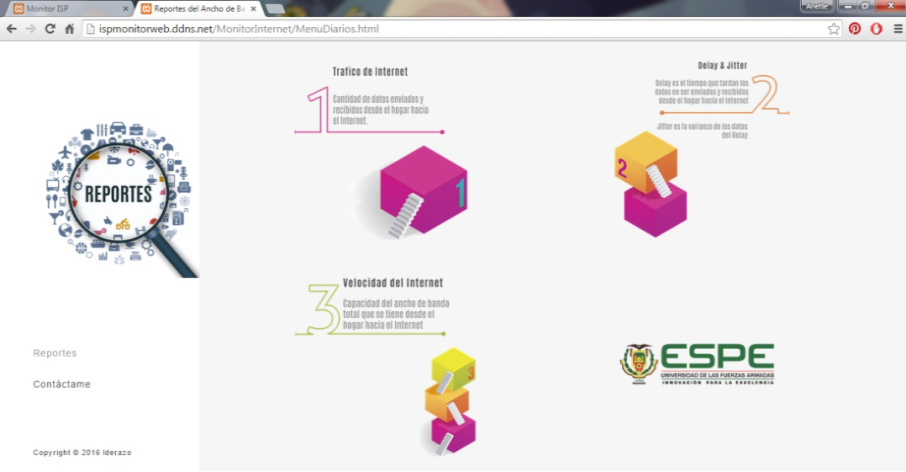 Monitor ISP
Reportes del Ancho de Ba
Anette
ispmonitorweb.ddns.net/MonitorInternet/MenuDiarios.html
REPORTES
Reportes
Contáctame
Copyright © 2016 lderazo
Trafico de Internet
1
Cantidad de datos enviados y
recibidos desde el hogar hacia
el Internet.
1
Delay & Jitter
2
Delay es el tiempo que tardan los
datos en ser enviados y recibidos
desde el hogar hacia el Internet
Jitter es la varianza de los datos
del Delay
2
Velocidad del Internet
3
Capacidad del ancho de banda
total que se tiene desde el
hogar hacia el Internet
3
ESPE
UNIVERSIDAD DE LAS FUERZAS ARMADAS
INNOVACIÓN PARA LA EXCELENCIA